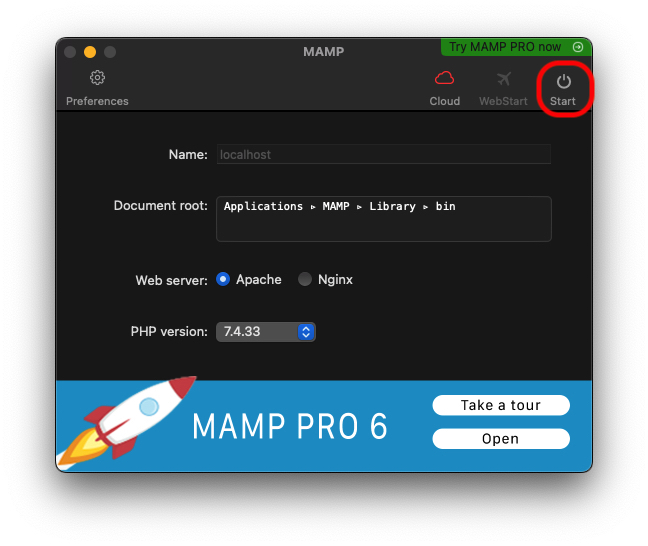 MAMP
Try MAMP PRO now
Preferences
Cloud
WebStart
Start
Name: localhost
Document root: Applications ▹ MAMP ▹ Library ▹ bin
Web server: Apache Nginx
PHP version: 7.4.33
MAMP PRO 6
Take a tour
Open